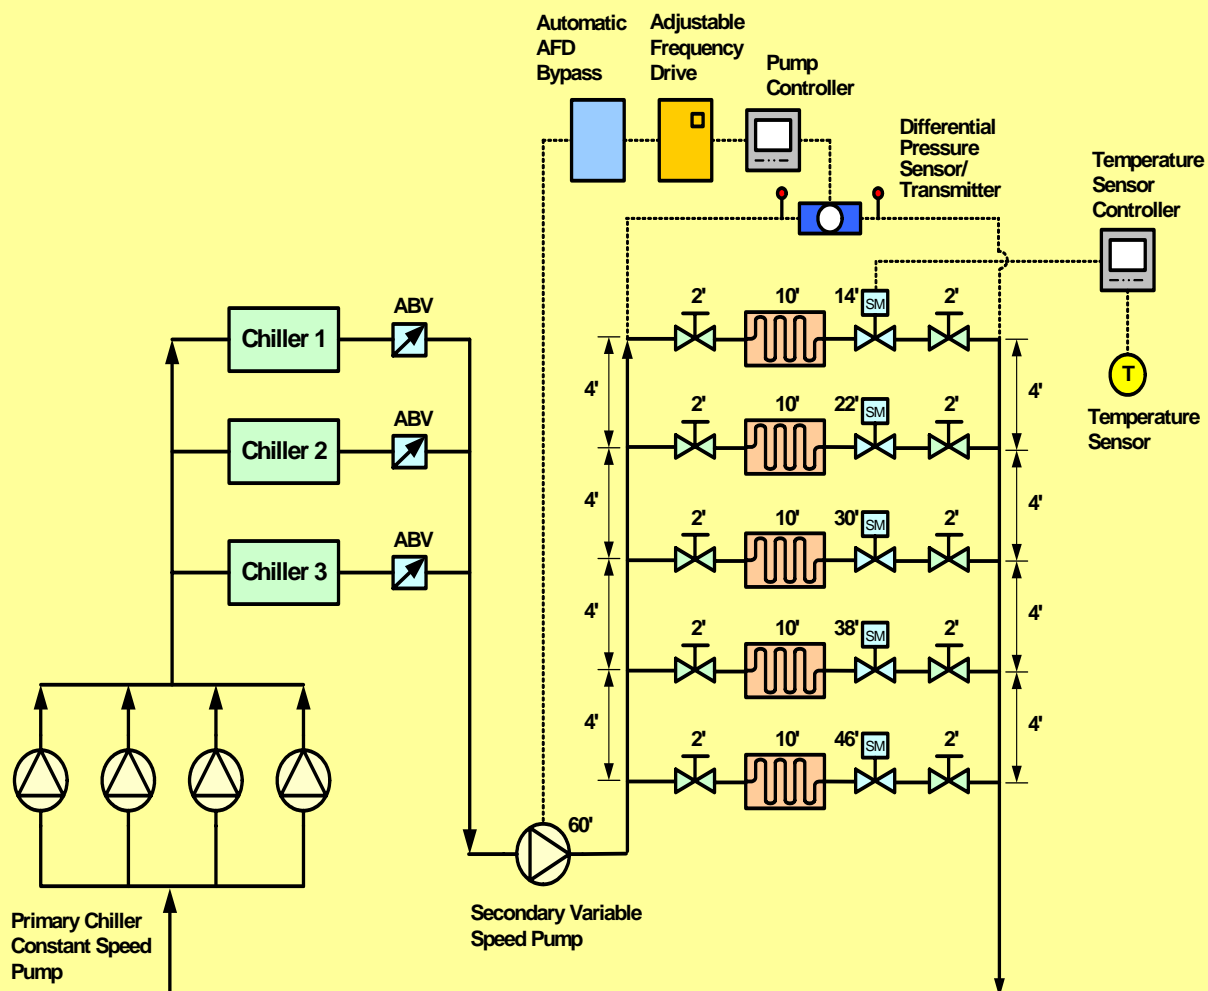 Automatic
AFD
Bypass
Adjustable
Frequency
Drive
Pump
Controller
Differential
Pressure
Sensor/
Transmitter
Temperature
Sensor
Controller
ABV
Chiller 1
2'
10'
14'
SM
2'
4'
4'
T
Temperature
Sensor
ABV
Chiller 2
2'
10'
22'
SM
2'
4'
4'
ABV
Chiller 3
2'
10'
30'
SM
2'
4'
4'
2'
10'
38'
SM
2'
4'
4'
2'
10'
46'
SM
2'
60'
Primary Chiller
Constant Speed
Pump
Secondary Variable
Speed Pump